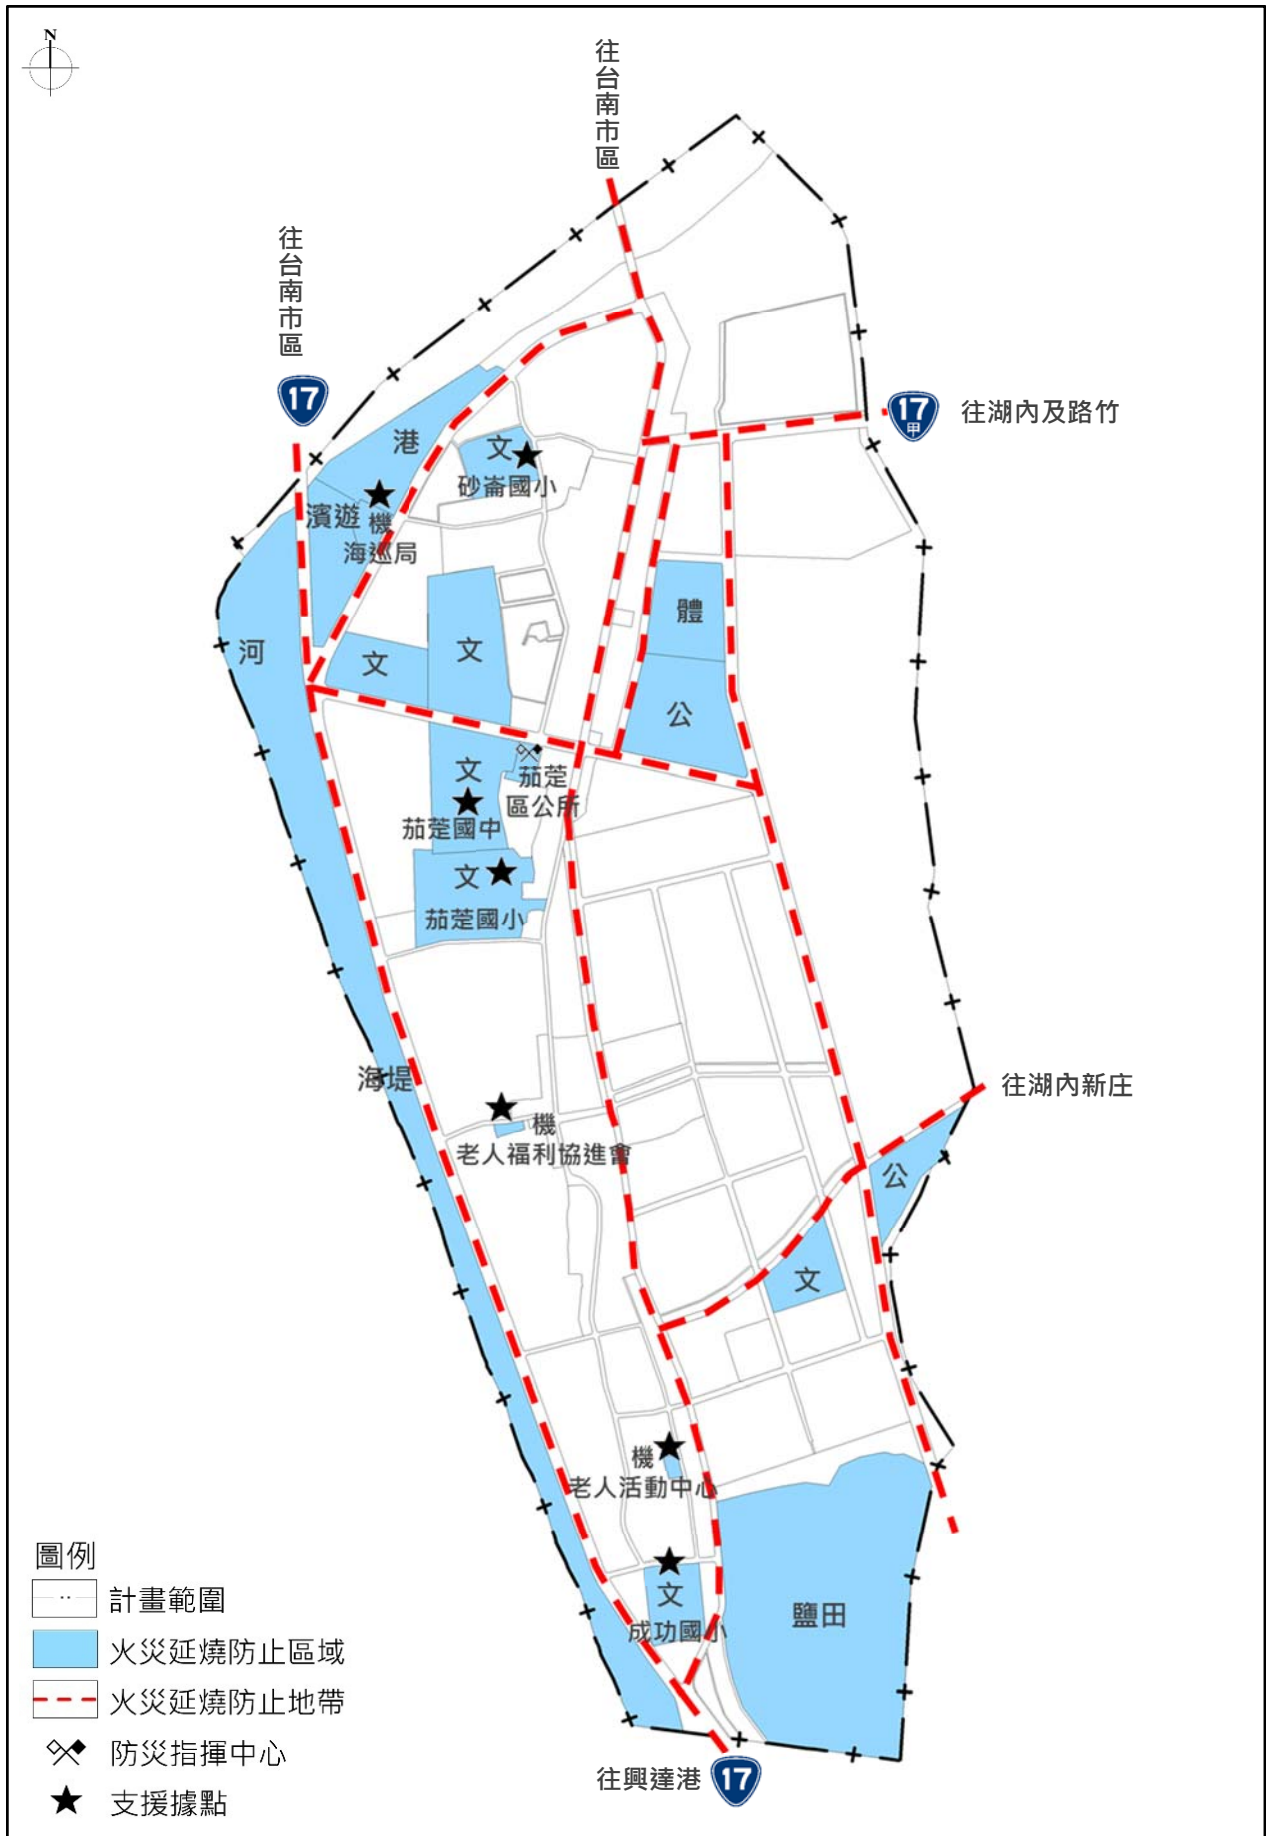 N
往台南市區
往台南市區
17
17
甲
往湖內及路竹
港
文
砂崙國小
濱遊
機
海巡局
體
河
文
文
公
文
茄萣
區公所
茄萣國中
文
茄萣國小
海堤
往湖內新庄
機
老人福利協進會
公
文
機
老人活動中心
文
成功國小
鹽田
圖例
計畫範圍
火災延燒防止區域
火災延燒防止地帶
防災指揮中心
支援據點
往興達港
17